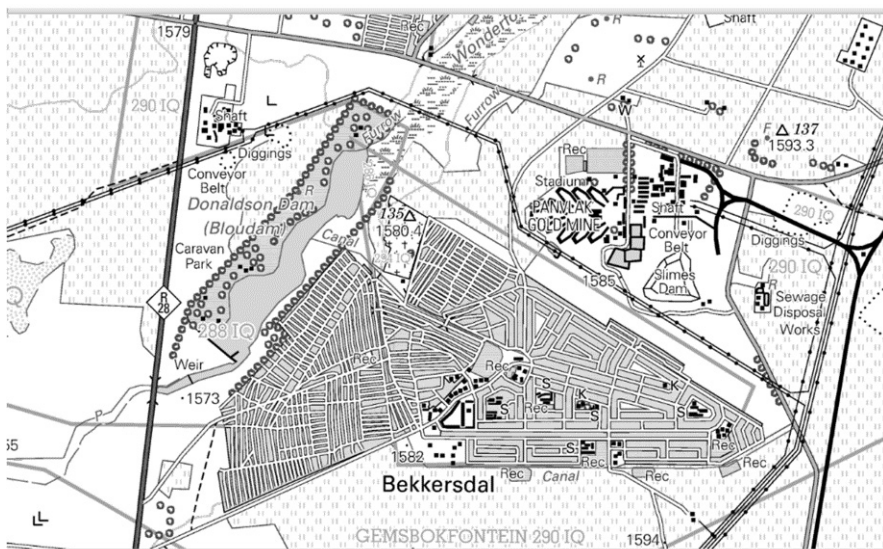 1579
Rec
Shaft
Wonderfo
290 IQ
Furrow
Shaft
R
W
F
137
1593.3
Furrow
Diggings
Rec
Conveyor
Belt
R
Stadium
Donaldson Dam
(Bloudam)
PANVLAK
GOLD MINE
Shaft
290 IQ
135
1580.4
Conveyor
Belt
Diggings
Canal
Caravan
Park
1585
Slimes
Dam
290 IQ
R
Sewage
Disposal
Works
R
28
288 IQ
Weir
Rec
Rec
1573
K
S
K
S
Rec
S
S
S
Rec
1582
Rec
Rec
Canal
Rec
Rec
Bekkersdal
1594
GEMSBOKFONTEIN 290 IQ